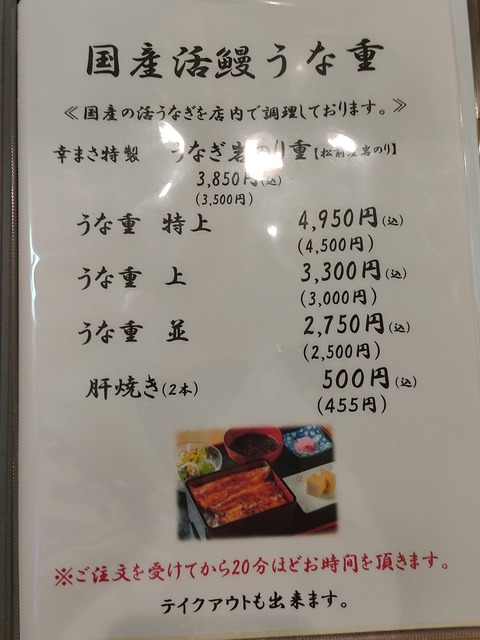 国産活鰻うな重
≪国産の活うなぎを店内で調理しております。≫
幸まさ特製 うなぎ岩のり重【松前産岩のり】
3,850円(込)
(3,500円)
うな重 特上 4,950円(込)
(4,500円)
うな重 上 3,300円(込)
(3,000円)
うな重 並 2,750円(込)
(2,500円)
肝焼き(2本) 500円(込)
(455円)
※ご注文を受けてから20分ほどお時間を頂きます。
テイクアウトも出来ます。